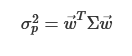 σ_p^2 = \vec{w}^T Σ \vec{w}